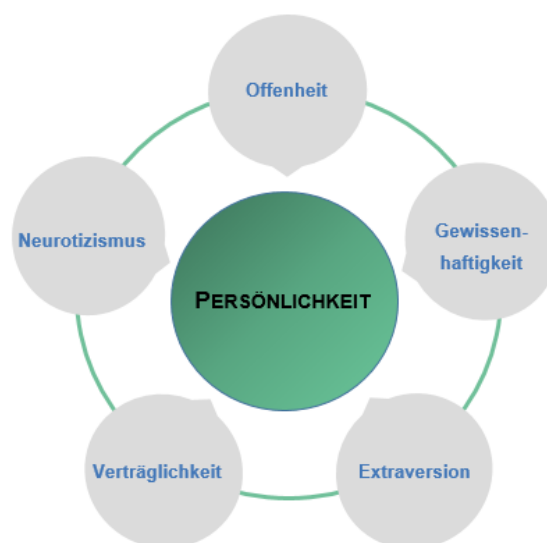 Offenheit
Neurotizismus
Gewissen-
haftigkeit
PERSÖNLICHKEIT
Verträglichkeit
Extraversion